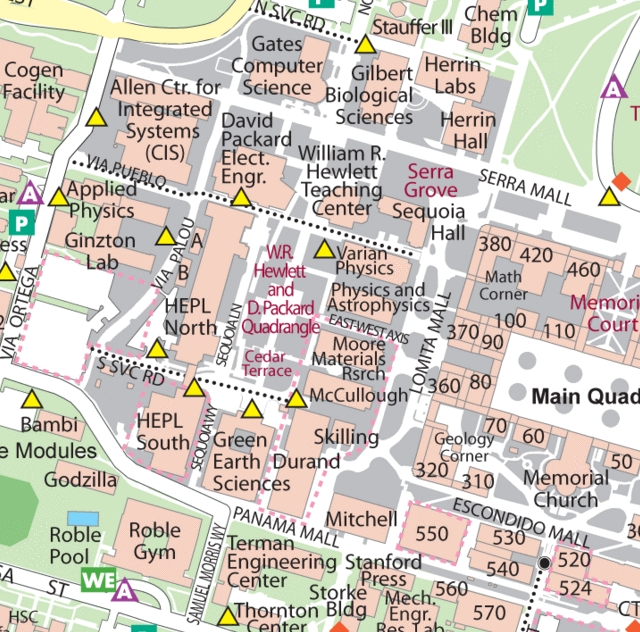 ST
N SVC RD
P
P
Stauffer III
Chem
Bldg
Gates
Computer
Science
Cogen
Facility
Gilbert
Biological
Sciences
Herrin
Labs
Allen Ctr. for
Integrated
Systems
(CIS)
A
T
David
Packard
Elect.
Engr.
Herrin
Hall
William R.
Hewlett
Teaching
Center
VIA PUEBLO
Serra
Grove
SERRA MALL
A
Applied
Physics
P
Sequoia
Hall
Ginzton
Lab
VIA PALOU
A
B
380
420
460
W.R.
Hewlett
and
D.Packard
Quadrangle
Varian
Physics
Math
Corner
Physics and
Astrophysics
Memori
Court
VIA ORTEGA
HEPL
North
SEQUOIA LN
EAST-WEST AXIS
LOMITA MALL
100
110
370
90
Moore
Materials
Rsrch
Cedar
Terrace
S SVC RD
360
80
McCullough
Main Quad
Bambi
HEPL
South
SEQUOIA WY
Green
Earth
Sciences
Skilling
Durand
70
60
50
e Modules
Geology
Corner
Godzilla
320
310
Memorial
Church
Roble
Pool
Roble
Gym
PANAMA MALL
Mitchell
ESCONDIDO MALL
550
530
540
520
524
SAMUEL MORRIS WY
Terman
Engineering
Center
Stanford
Press
ST
WE
A
Storke
Bldg
Mech.
Engr.
Res Lab
560
570
HSC
Thornton
Center
CT